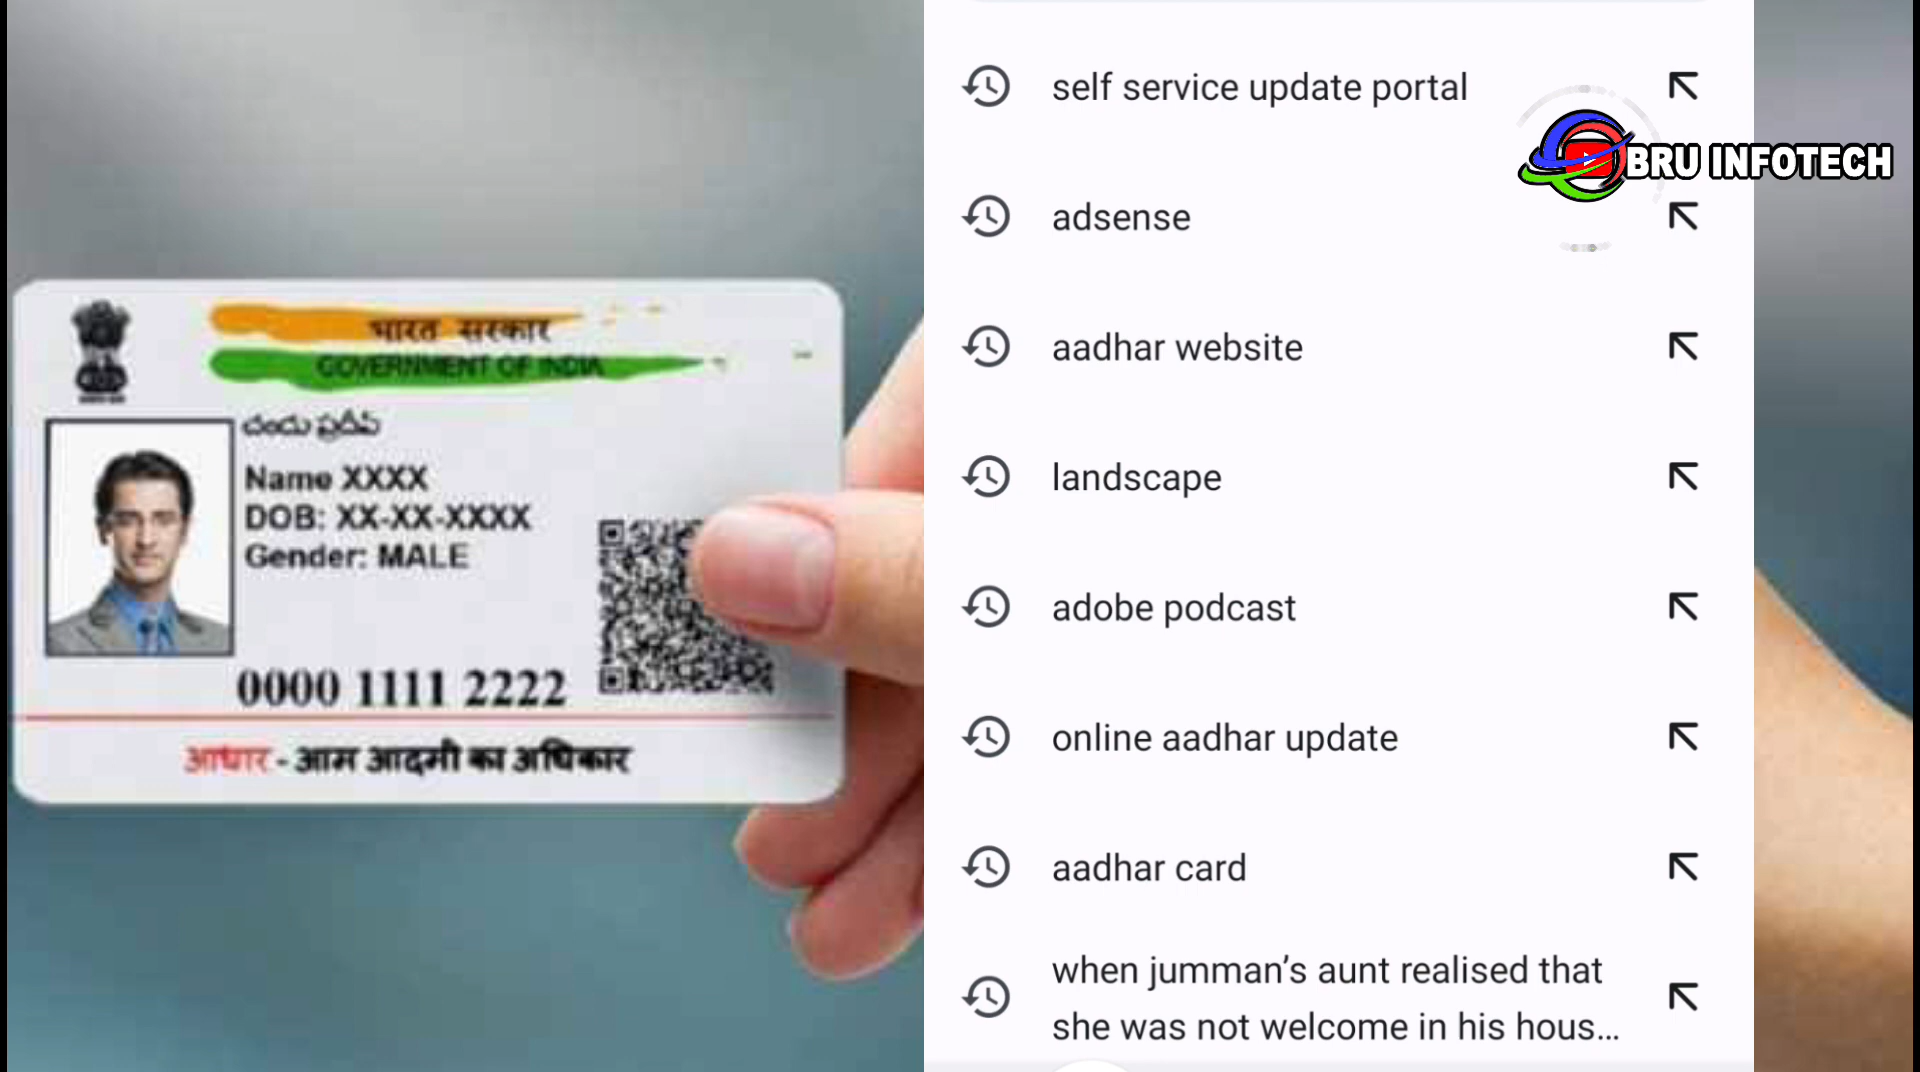 भारत सरकार
GOVERNMENT OF INDIA
చందు ప్రదీప్
Name XXXX
DOB: XX-XX-XXXX
Gender: MALE
0000 1111 2222
आधार - आम आदमी का अधिकार
self service update portal
BRU INFOTECH
adsense
aadhar website
landscape
adobe podcast
online aadhar update
aadhar card
when jumman’s aunt realised that
she was not welcome in his hous...